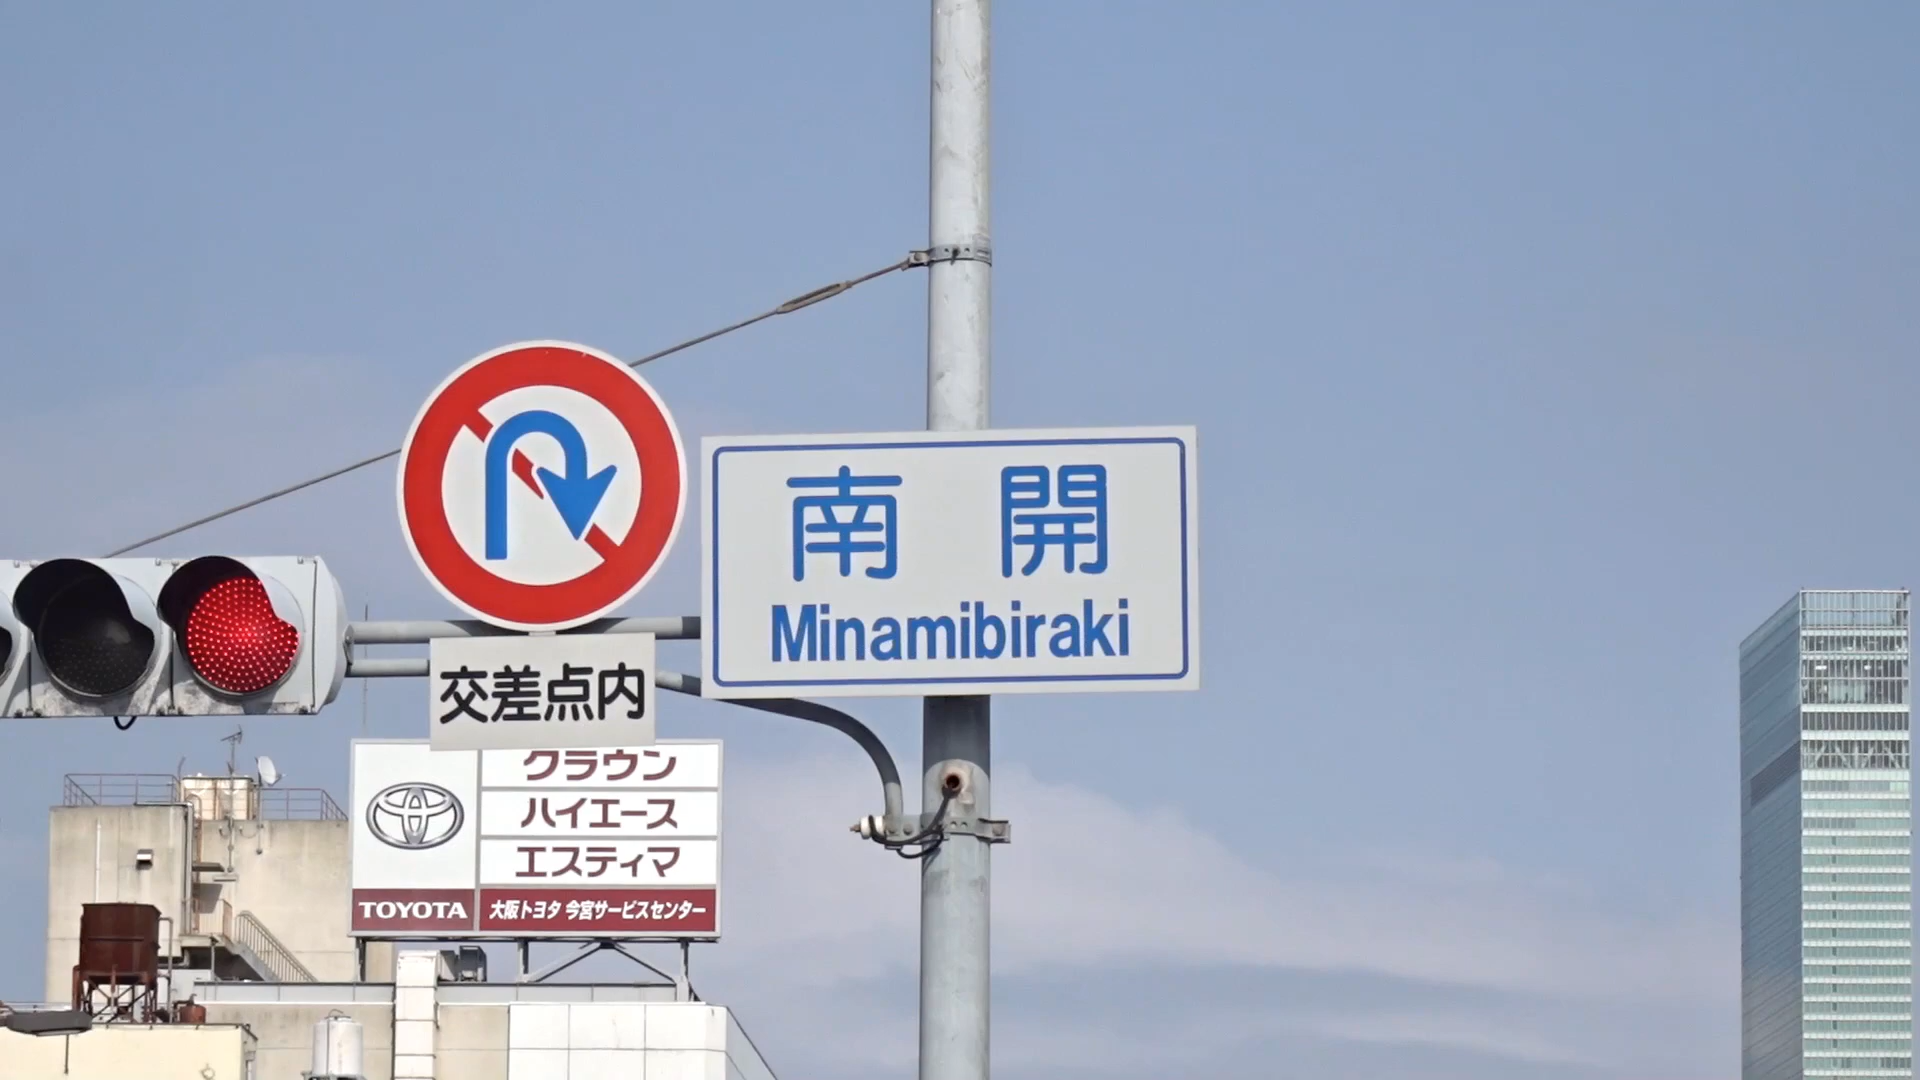 南 開
Minamibiraki
交差点内
クラウン
ハイエース
エスティマ
TOYOTA
大阪トヨタ 今宮サービスセンター